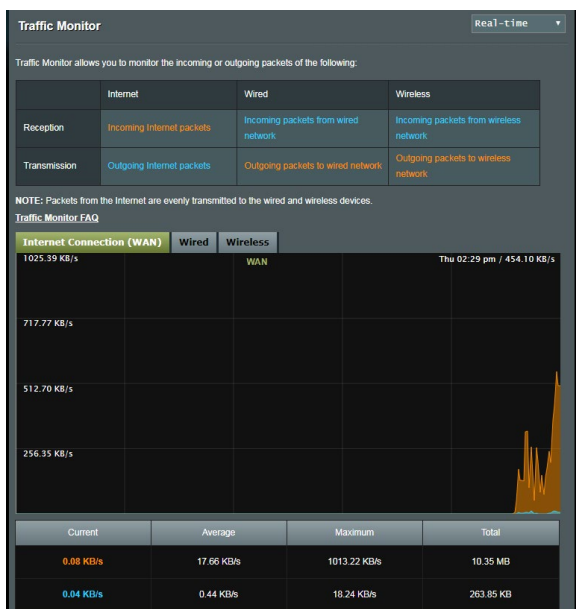 Traffic Monitor
Real-time
Traffic Monitor allows you to monitor the incoming or outgoing packets of the following:
Internet Wired Wireless
Reception Incoming Internet packets Incoming packets from wired network Incoming packets from wireless network
Transmission Outgoing Internet packets Outgoing packets to wired network Outgoing packets to wireless network
NOTE: Packets from the Internet are evenly transmitted to the wired and wireless devices.
Traffic Monitor FAQ
Internet Connection (WAN) Wired Wireless
1025.39 KB/s WAN Thu 02:29 pm / 454.10 KB/s
717.77 KB/s
512.70 KB/s
256.35 KB/s
Current Average Maximum Total
0.08 KB/s 17.66 KB/s 1013.22 KB/s 10.35 MB
0.04 KB/s 0.44 KB/s 18.24 KB/s 263.85 KB